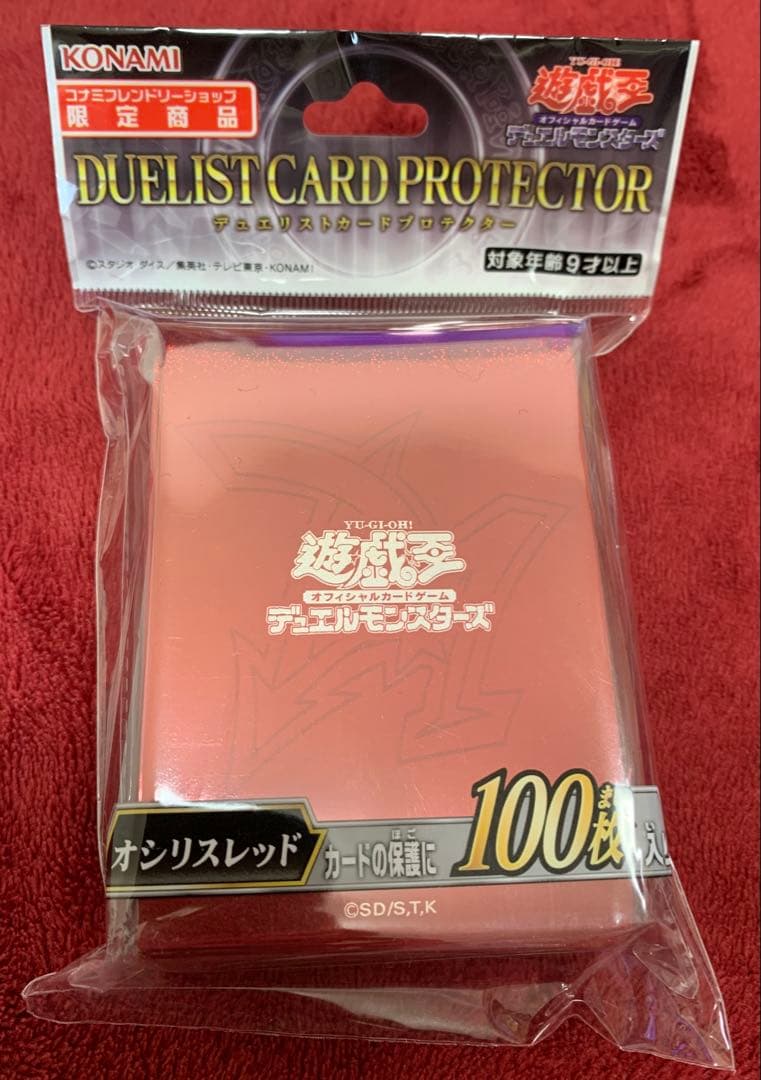 KONAMI
コナミフレンドリーショップ
限定商品
YU-GI-OH!
遊戯王
オフィシャルカードゲーム
デュエルモンスターズ
DUELIST CARD PROTECTOR
デュエリストカードプロテクター
©スタジオ・ダイス/集英社・テレビ東京・KONAMI
対象年齢9才以上
YU-GI-OH!
遊戯王
オフィシャルカードゲーム
デュエルモンスターズ
オシリスレッド
ほご
カードの保護に
ま
100枚入
©SD/S,T,K